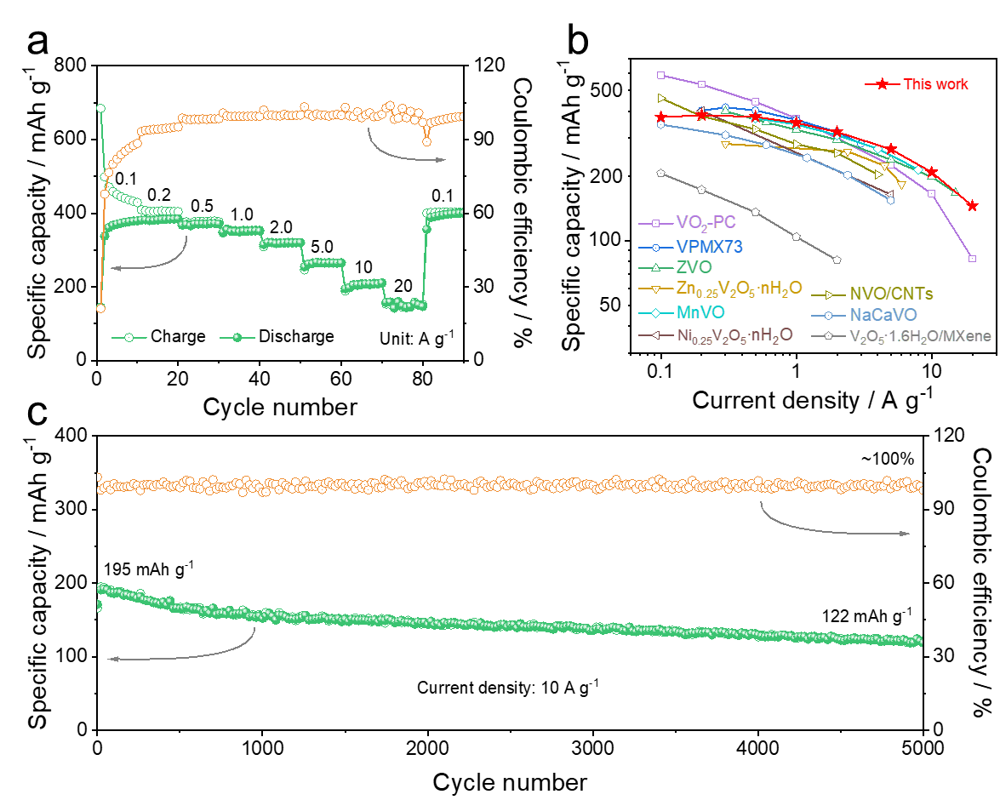 a
Specific capacity / mAh g⁻¹
800
600
400
200
0
120
90
60
30
0
Coulombic efficiency / %
0.1
0.2
0.5
1.0
2.0
5.0
10
20
0.1
Charge
Discharge
Unit: A g⁻¹
0
20
40
60
80
Cycle number
b
Specific capacity / mAh g⁻¹
500
200
100
50
This work
VO₂-PC
VPMX73
ZVO
Zn₀.₂₅V₂O₅·nH₂O
MnVO
Ni₀.₂₅V₂O₅·nH₂O
NVO/CNTs
NaCaVO
V₂O₅·1.6H₂O/MXene
0.1
1
10
Current density / A g⁻¹
c
Specific capacity / mAh g⁻¹
400
300
200
100
0
120
90
60
30
0
Coulombic efficiency / %
~100%
195 mAh g⁻¹
122 mAh g⁻¹
Current density: 10 A g⁻¹
0
1000
2000
3000
4000
5000
Cycle number